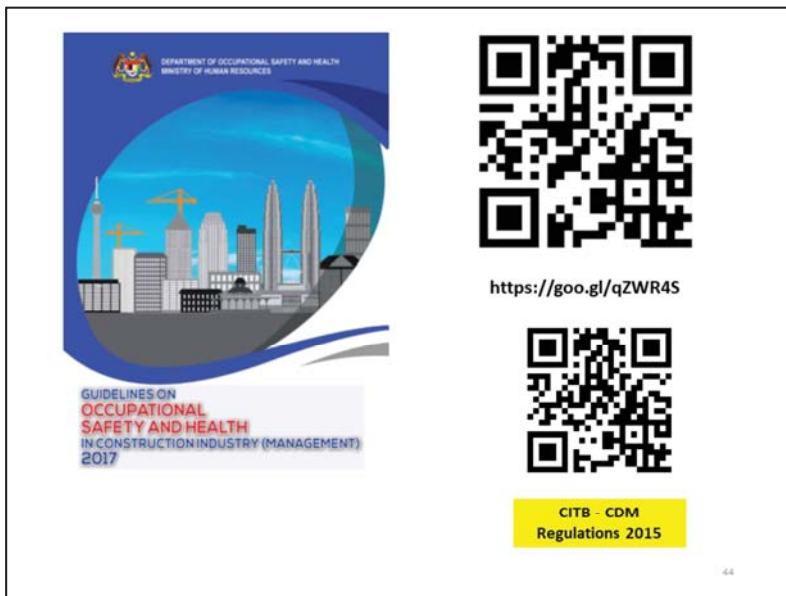 DEPARTMENT OF OCCUPATIONAL SAFETY AND HEALTH
MINISTRY OF HUMAN RESOURCES
GUIDELINES ON
OCCUPATIONAL
SAFETY AND HEALTH
IN CONSTRUCTION INDUSTRY (MANAGEMENT)
2017
https://goo.gl/qZWR4S
CITB - CDM
Regulations 2015
44